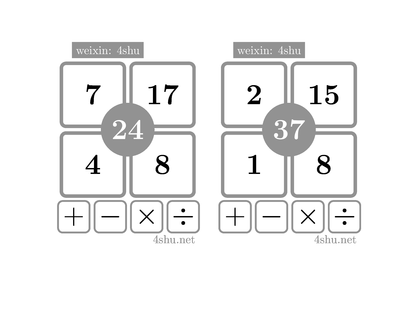 weixin: 4shu
7 17
24
4 8
+ − × ÷
4shu.net
weixin: 4shu
2 15
37
1 8
+ − × ÷
4shu.net